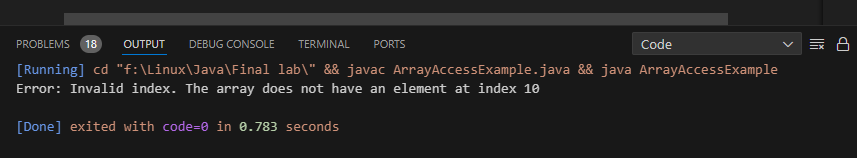 PROBLEMS 18 OUTPUT DEBUG CONSOLE TERMINAL PORTS Code
[Running] cd "f:\Linux\Java\Final lab\" && javac ArrayAccessExample.java && java ArrayAccessExample
Error: Invalid index. The array does not have an element at index 10
[Done] exited with code=0 in 0.783 seconds